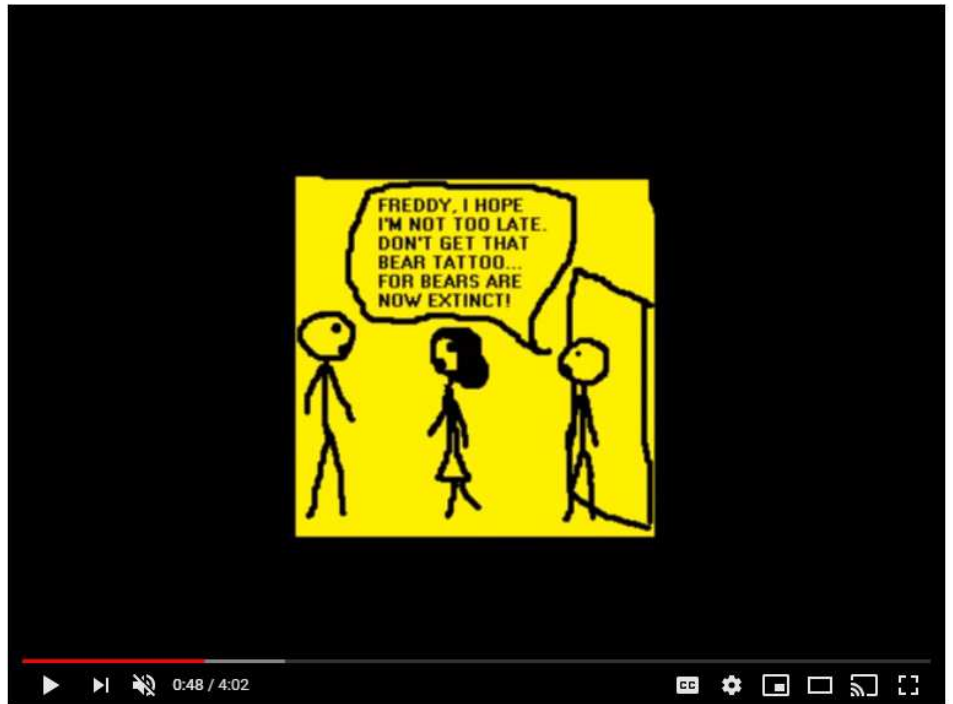 FREDDY, I HOPE
I'M NOT TOO LATE.
DON'T GET THAT
BEAR TATTOO...
FOR BEARS ARE
NOW EXTINCT!
0:48 / 4:02
CC